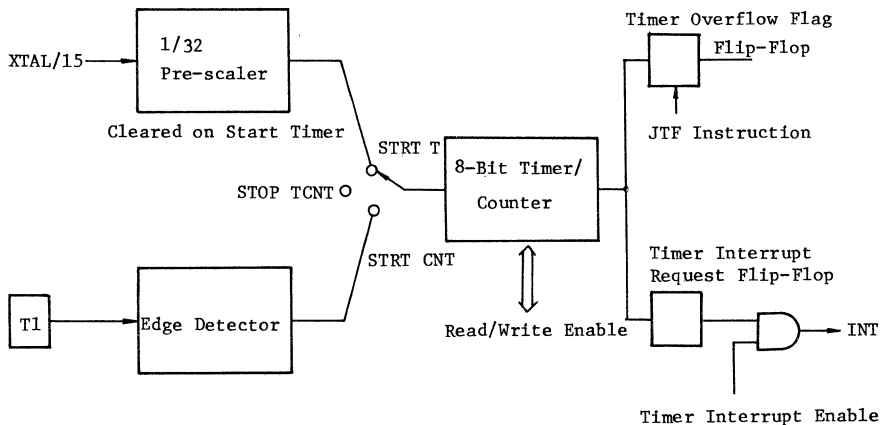 Timer Overflow Flag
Flip-Flop
XTAL/15
1/32
Pre-scaler
Cleared on Start Timer
JTF Instruction
STRT T
8-Bit Timer/
Counter
STOP TCNT
STRT CNT
Timer Interrupt
Request Flip-Flop
T1
Edge Detector
Read/Write Enable
INT
Timer Interrupt Enable